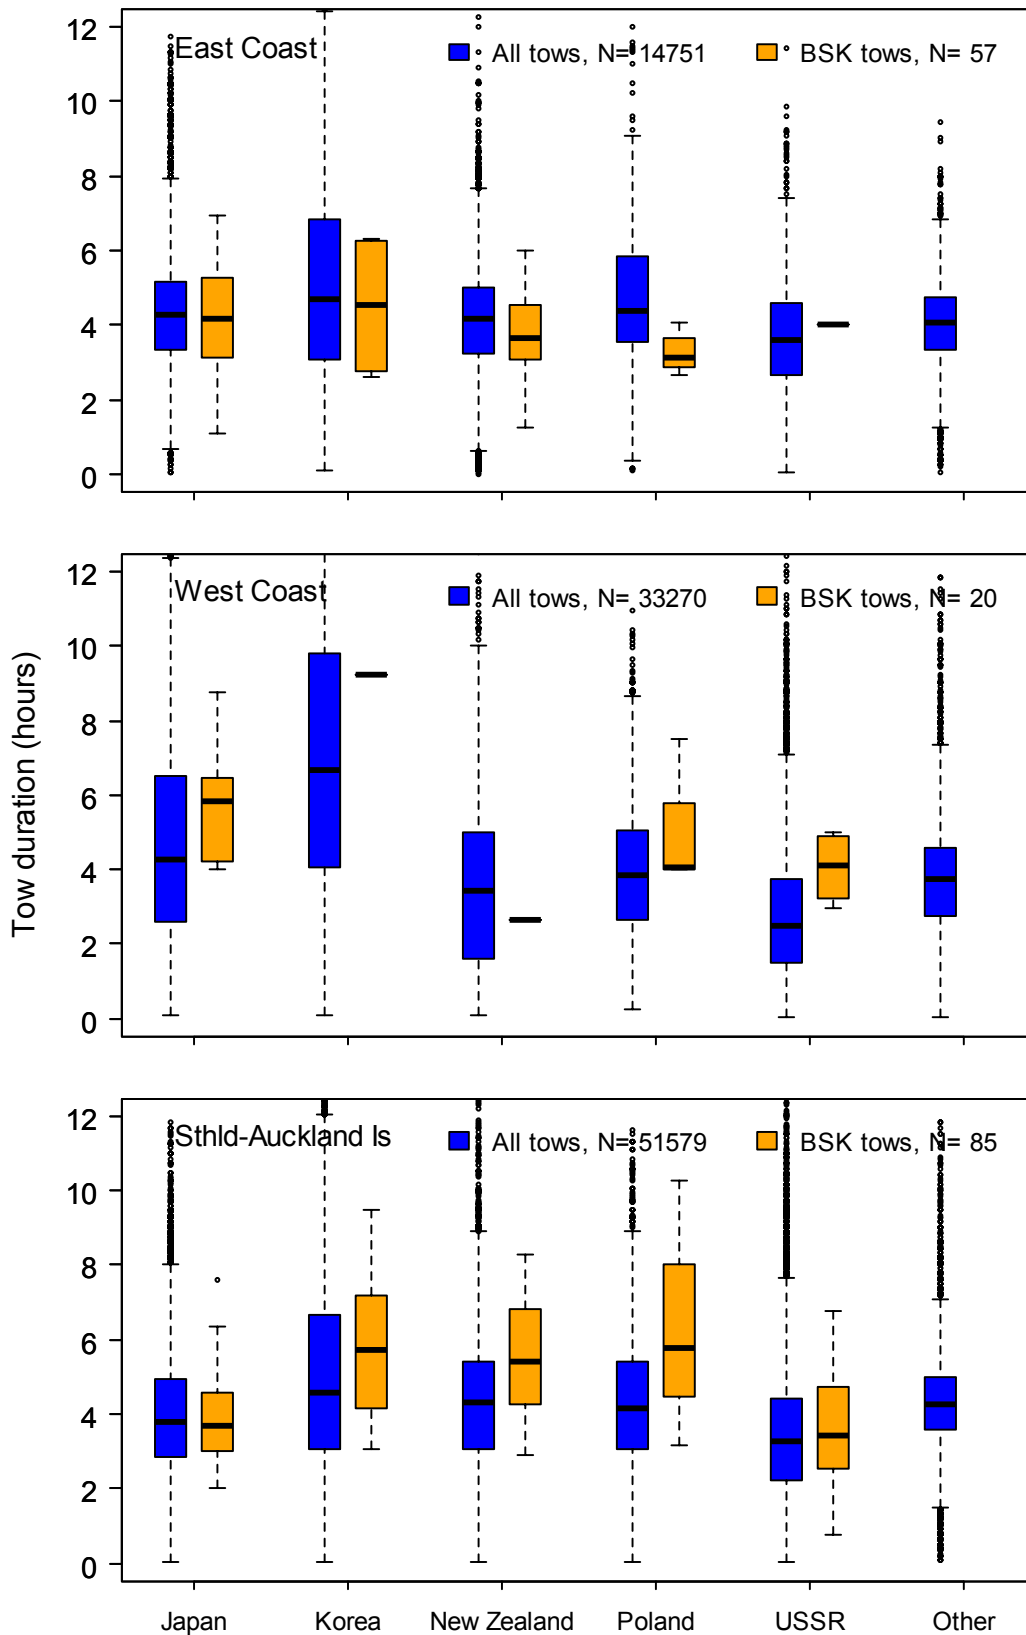 East Coast
All tows, N= 14751
BSK tows, N= 57
12
10
8
6
4
2
0
West Coast
All tows, N= 33270
BSK tows, N= 20
12
10
8
6
4
2
0
Tow duration (hours)
Sthld-Auckland Is
All tows, N= 51579
BSK tows, N= 85
12
10
8
6
4
2
0
Japan Korea New Zealand Poland USSR Other